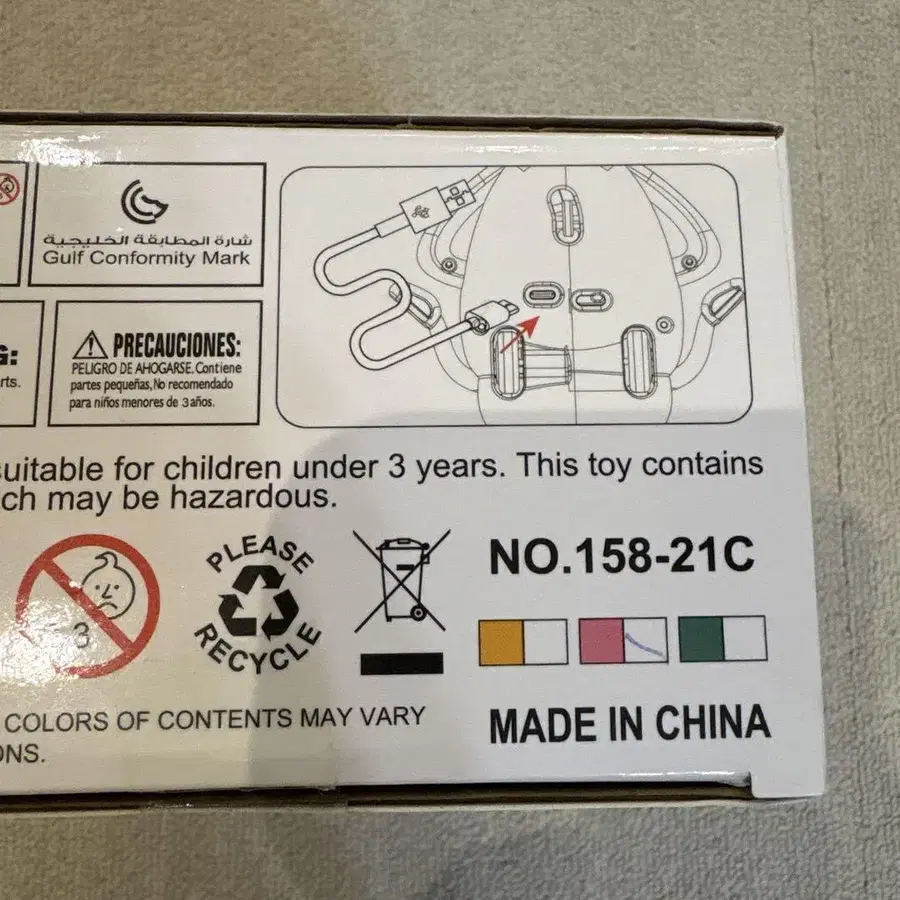 شارة المطابقة الخليجية
Gulf Conformity Mark
G:
rts.
PRECAUCIONES:
PELIGRO DE AHOGARSE. Contiene
partes pequeñas, No recomendado
para niños menores de 3 años.
suitable for children under 3 years. This toy contains
ch may be hazardous.
3
PLEASE
RECYCLE
NO.158-21C
COLORS OF CONTENTS MAY VARY
ONS.
MADE IN CHINA